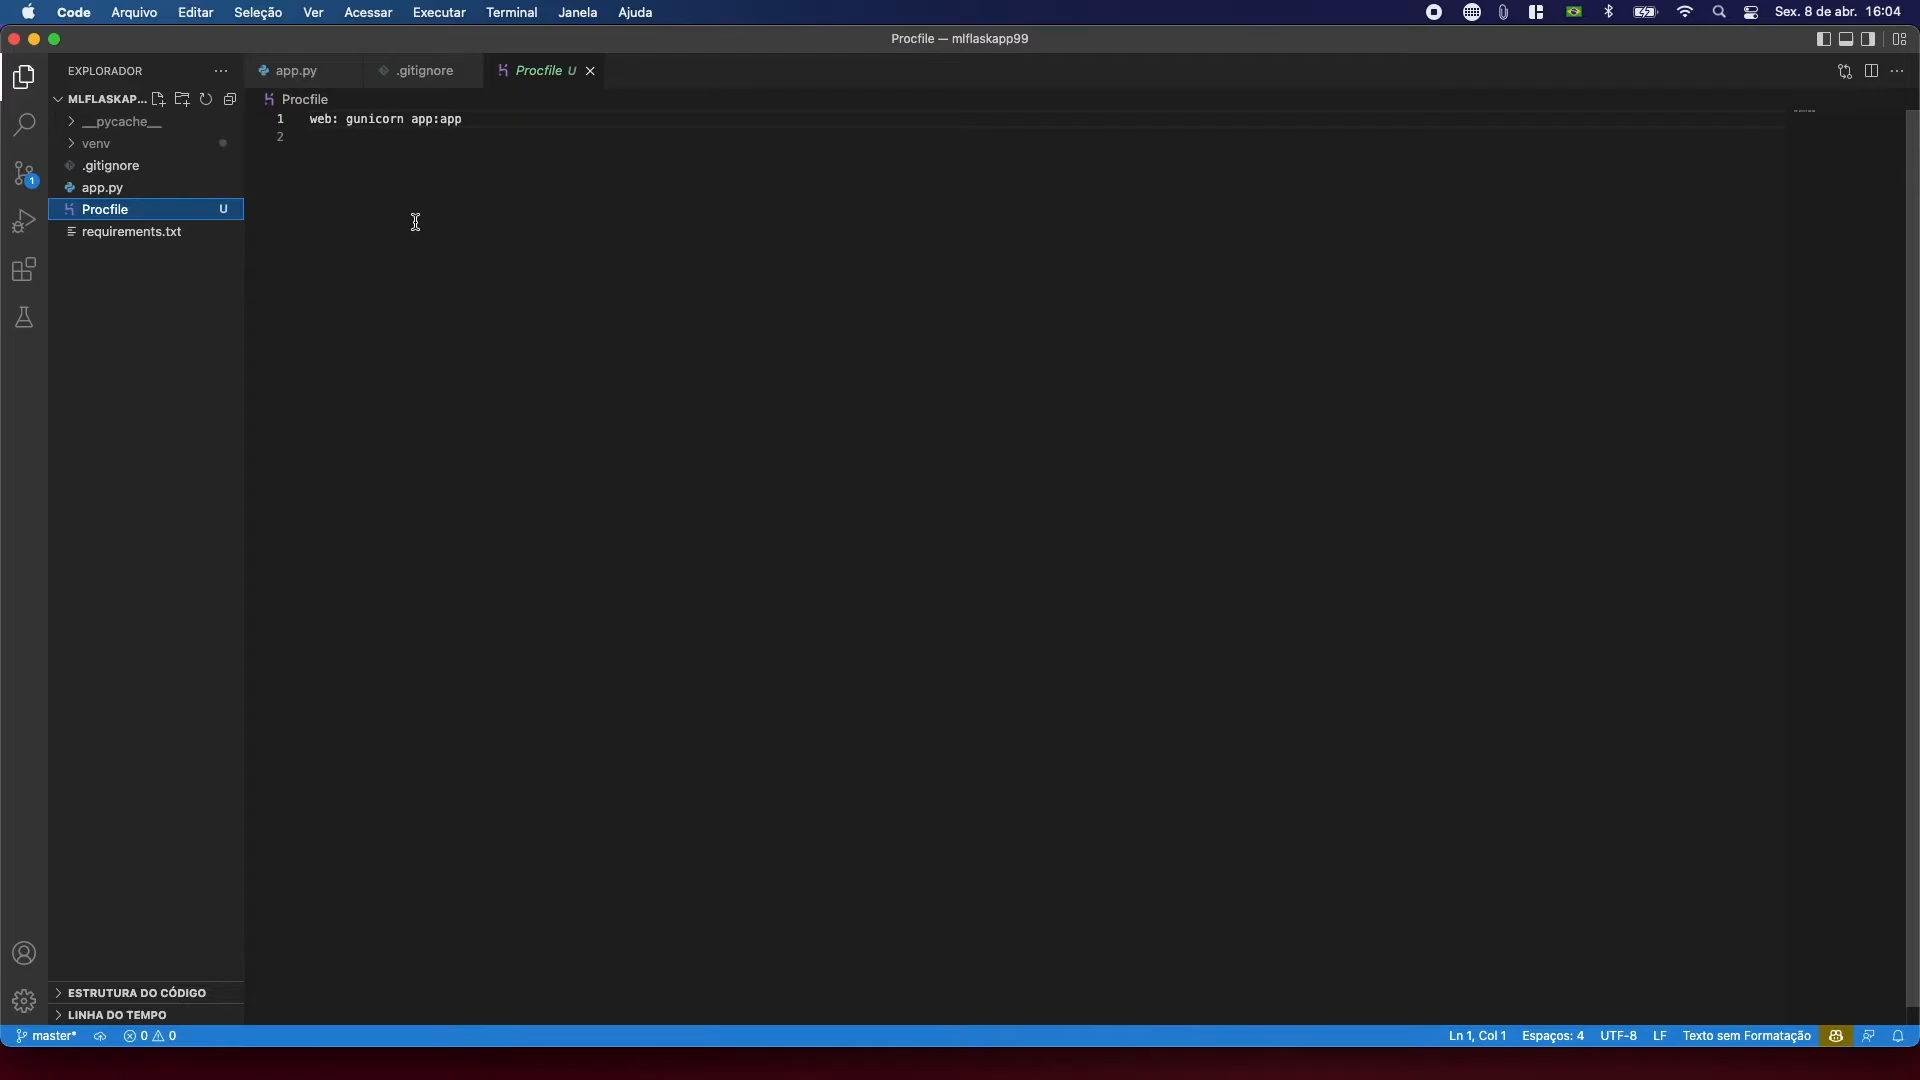 Code Arquivo Editar Seleção Ver Acessar Executar Terminal Janela Ajuda Sex. 8 de abr. 16:04
Procfile — mlflaskapp99
EXPLORADOR
app.py .gitignore Procfile U
MLFLASKAP...
Procfile
__pycache__
venv
.gitignore
app.py
Procfile U
requirements.txt
1 web: gunicorn app:app
2
1
ESTRUTURA DO CÓDIGO
LINHA DO TEMPO
master* 0 0 Ln 1, Col 1 Espaços: 4 UTF-8 LF Texto sem Formatação